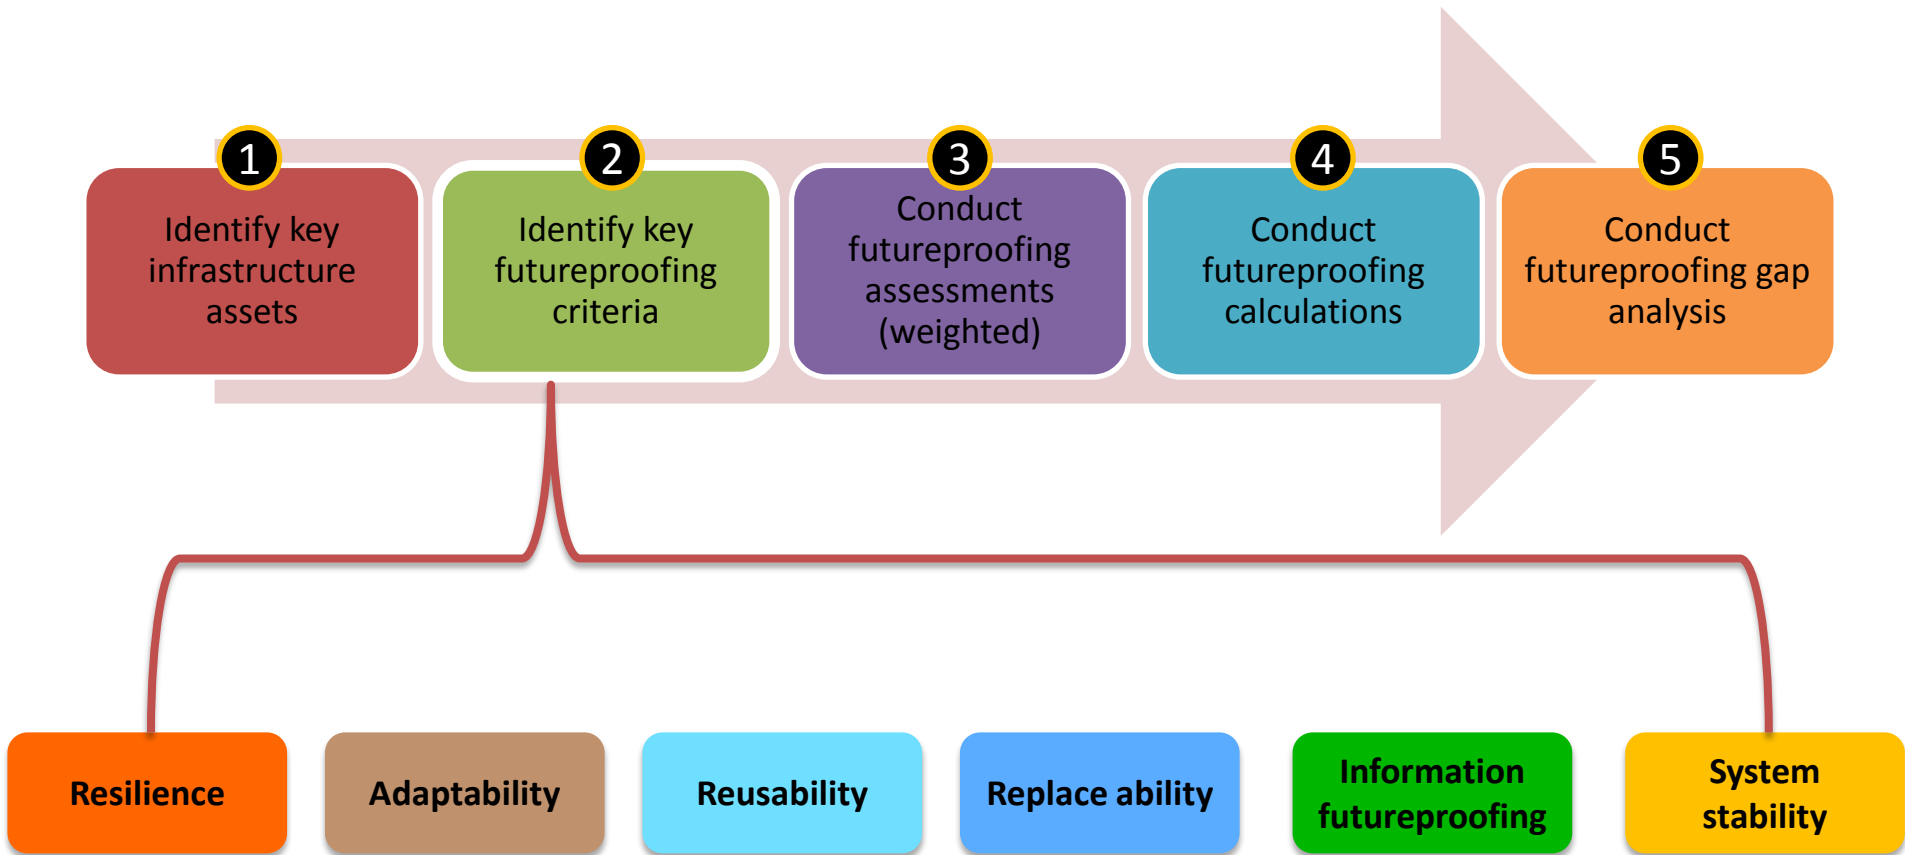 1
Identify key
infrastructure
assets
2
Identify key
futureproofing
criteria
3
Conduct
futureproofing
assessments
(weighted)
4
Conduct
futureproofing
calculations
5
Conduct
futureproofing gap
analysis
Resilience
Adaptability
Reusability
Replace ability
Information
futureproofing
System
stability